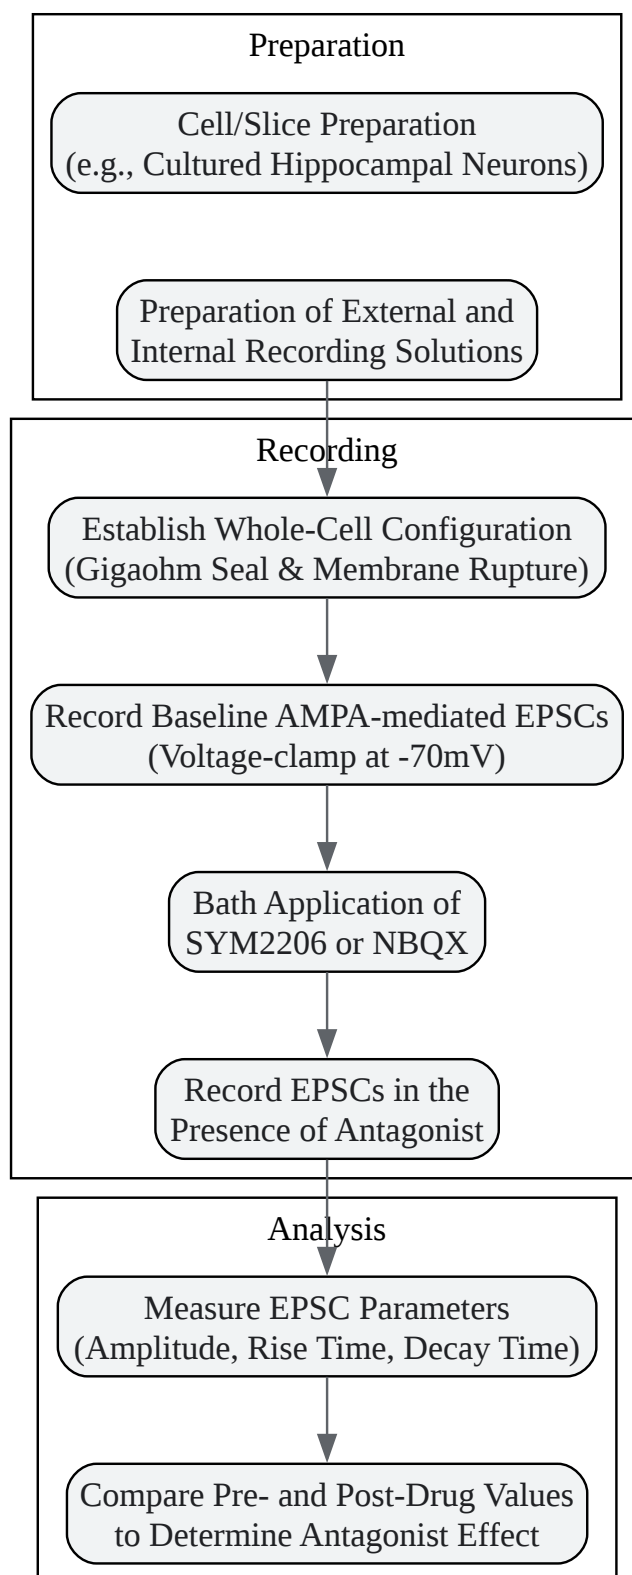 Preparation
Cell/Slice Preparation
(e.g., Cultured Hippocampal Neurons)
Preparation of External and
Internal Recording Solutions
Recording
Establish Whole-Cell Configuration
(Gigaohm Seal & Membrane Rupture)
Record Baseline AMPA-mediated EPSCs
(Voltage-clamp at -70mV)
Bath Application of
SYM2206 or NBQX
Record EPSCs in the
Presence of Antagonist
Analysis
Measure EPSC Parameters
(Amplitude, Rise Time, Decay Time)
Compare Pre- and Post-Drug Values
to Determine Antagonist Effect